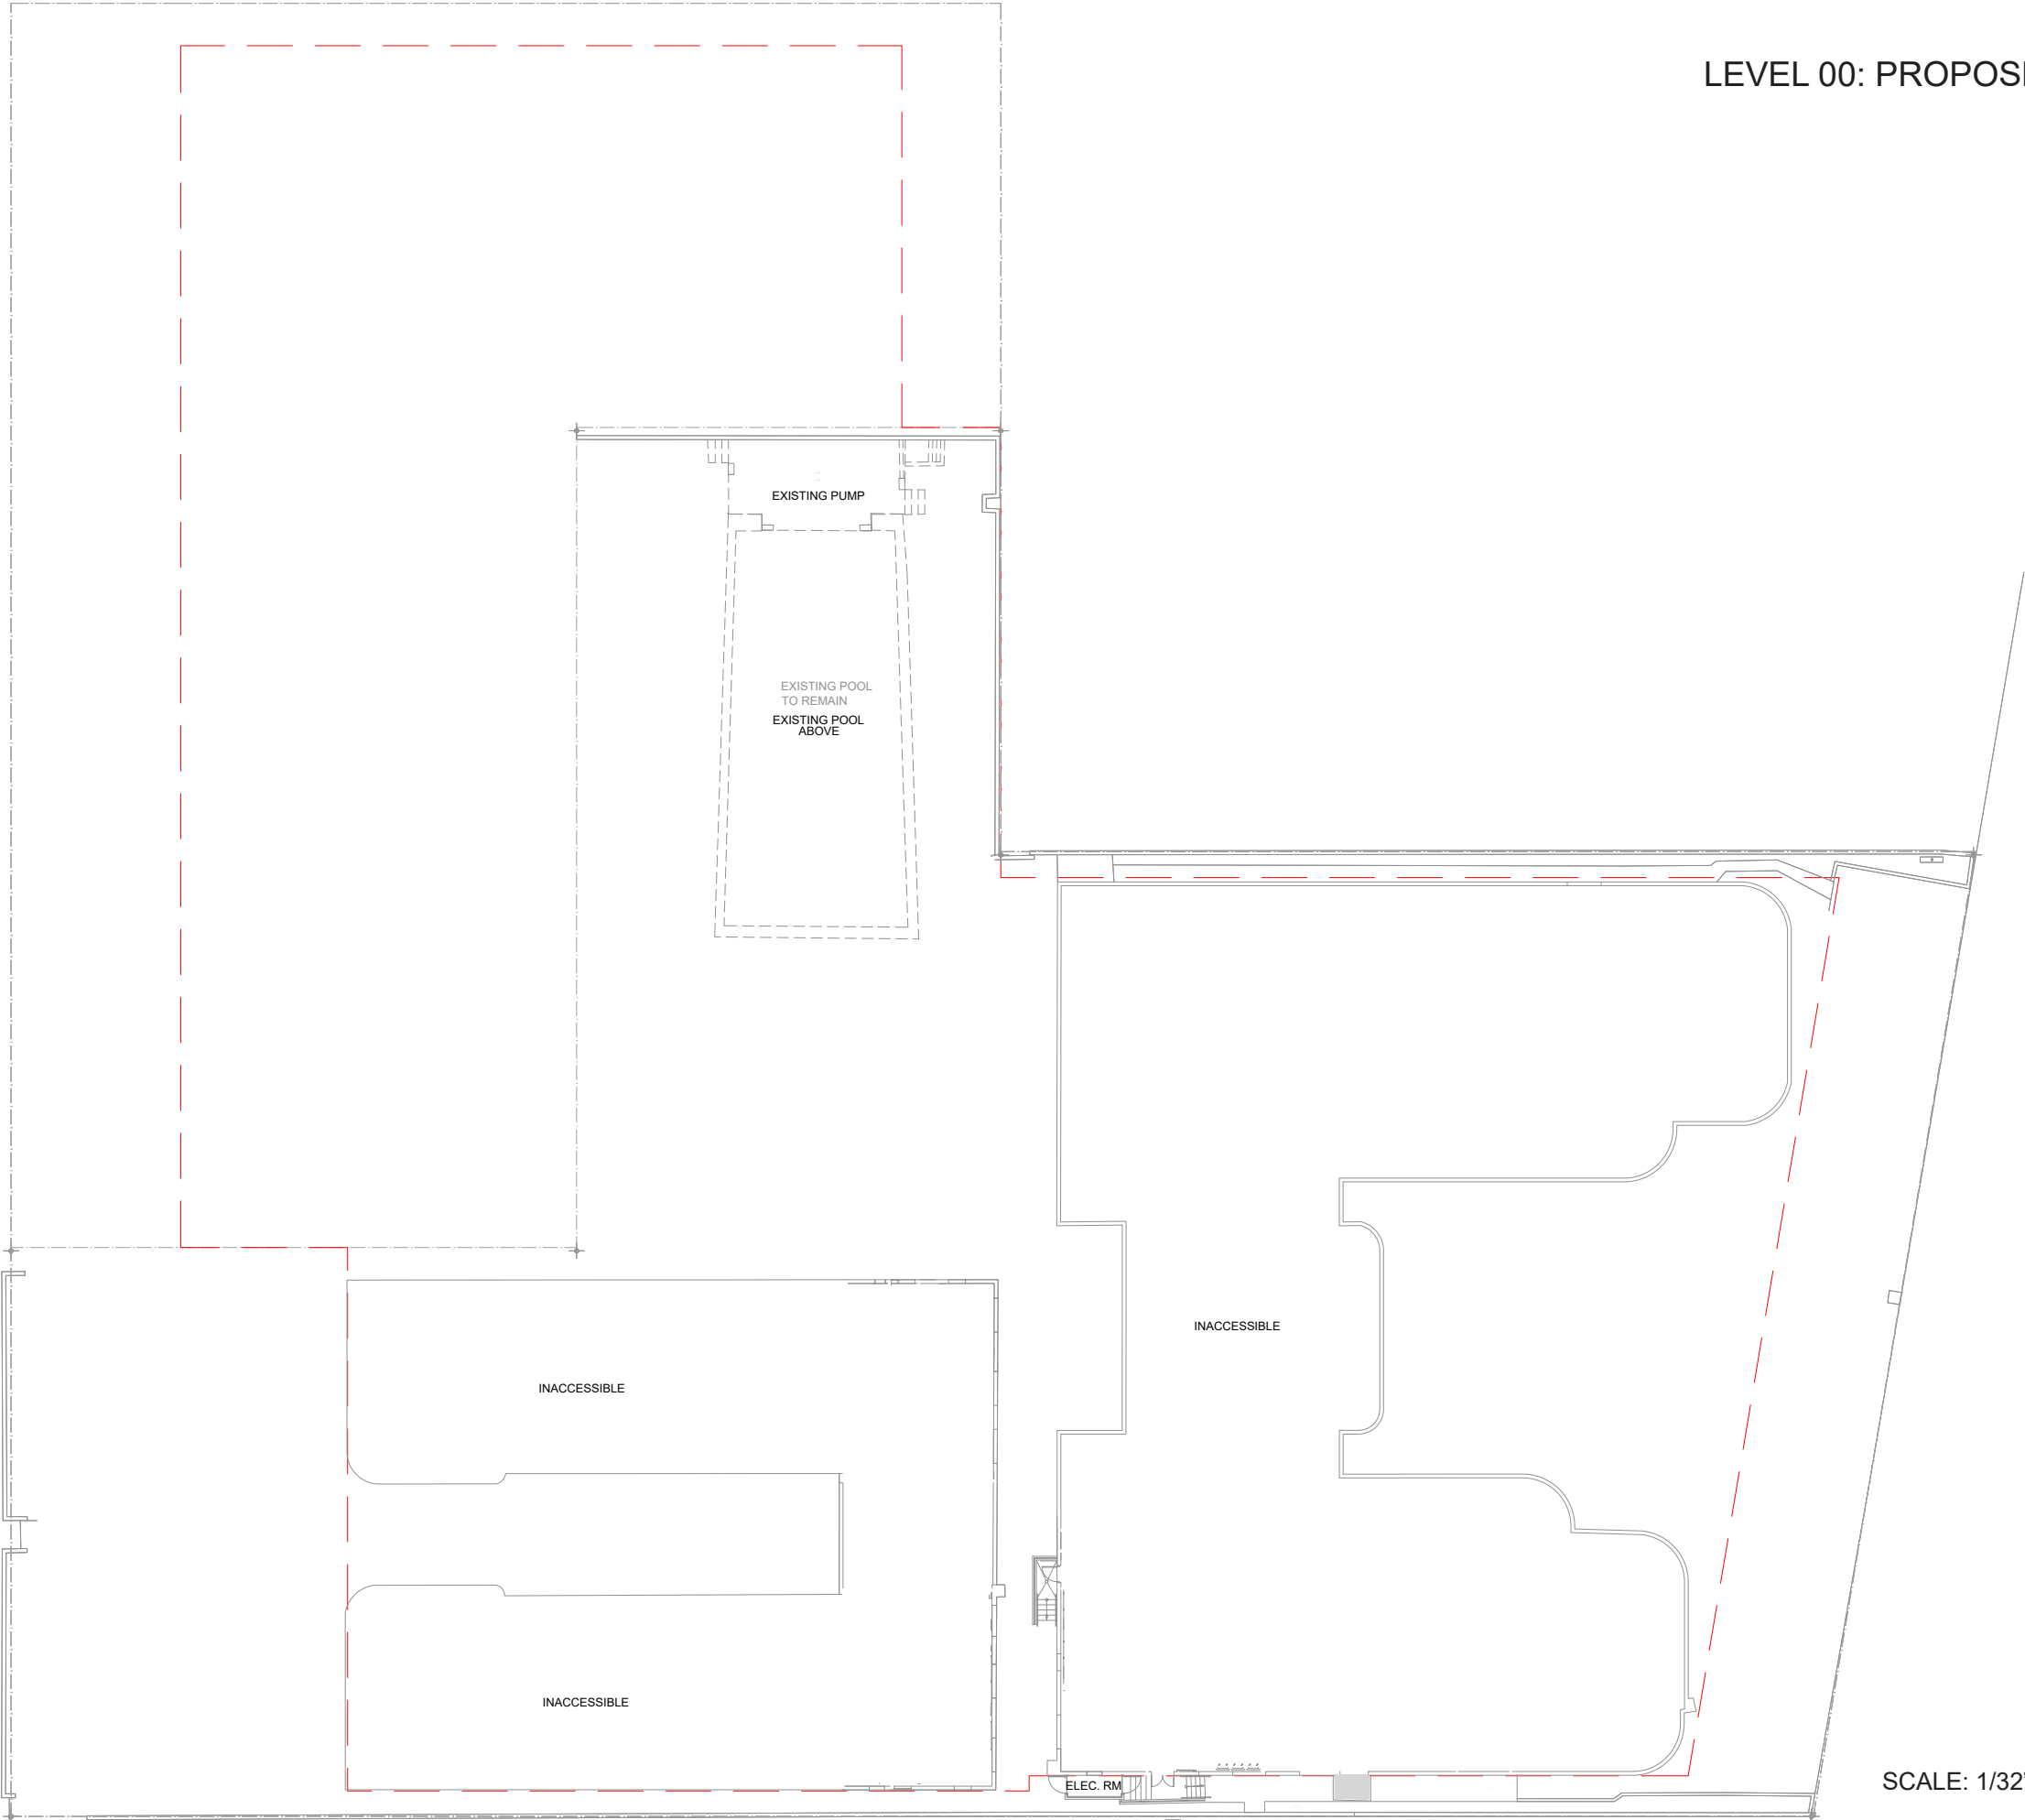 LEVEL 00: PROPOS
EXISTING PUMP
EXISTING POOL
TO REMAIN
EXISTING POOL
ABOVE
INACCESSIBLE
INACCESSIBLE
INACCESSIBLE
ELEC. RM
SCALE: 1/32"